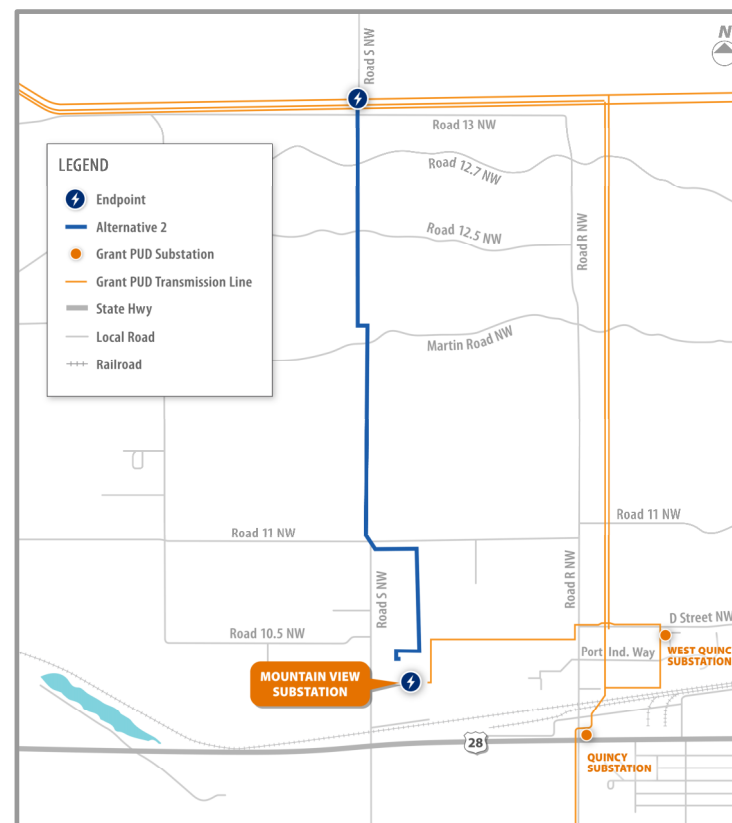 N
Road S NW
Road 13 NW
Road 12.7 NW
Road 12.5 NW
Road R NW
Martin Road NW
LEGEND
Endpoint
Alternative 2
Grant PUD Substation
Grant PUD Transmission Line
State Hwy
Local Road
Railroad
Road 11 NW
Road 11 NW
Road S NW
Road R NW
Road 10.5 NW
D Street NW
Port Ind. Way
WEST QUINC
SUBSTATION
MOUNTAIN VIEW
SUBSTATION
28
QUINCY
SUBSTATION